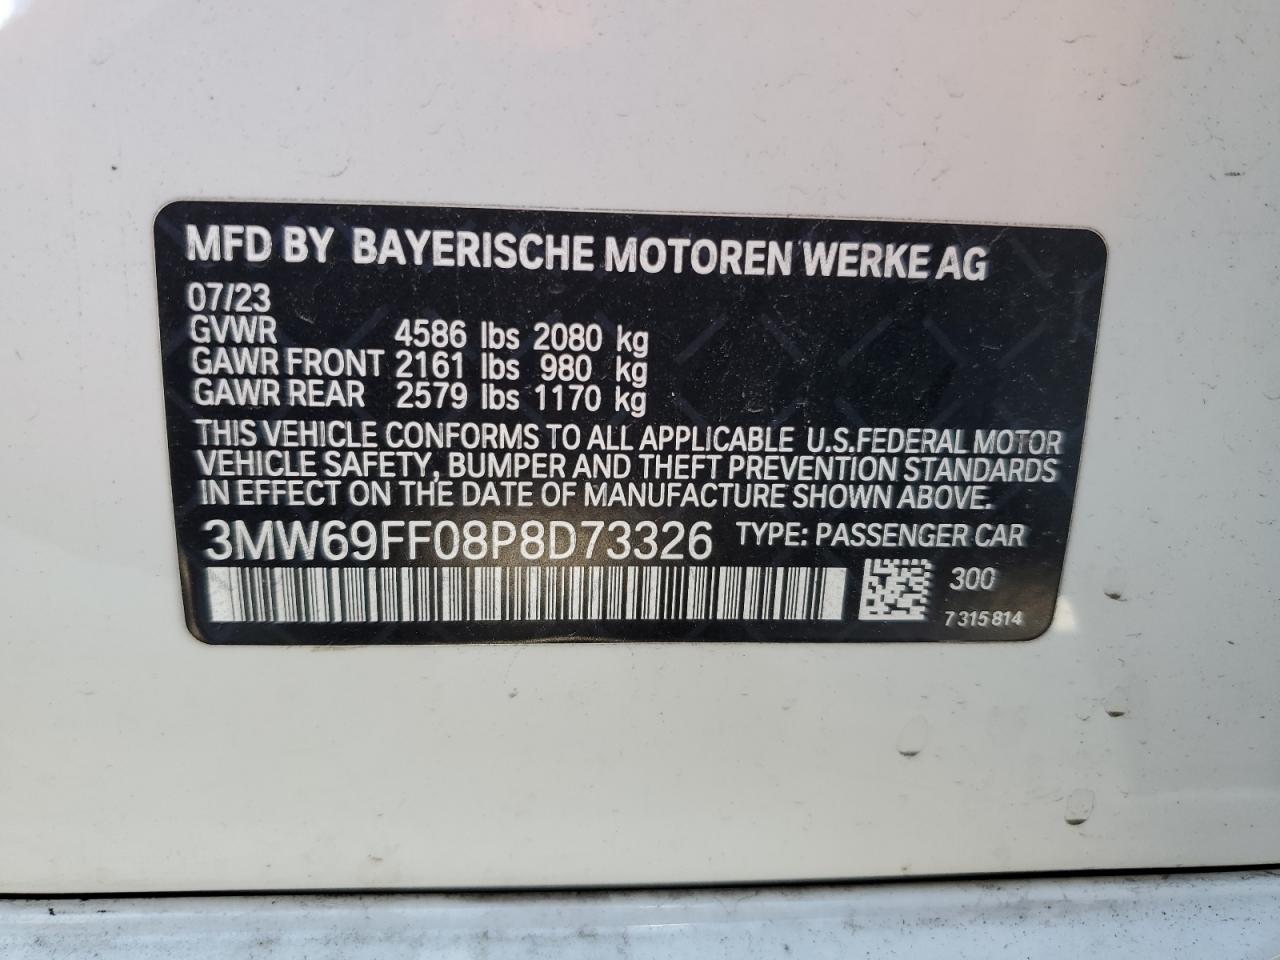 MFD BY BAYERISCHE MOTOREN WERKE AG
07/23
GVWR 4586 lbs 2080 kg
GAWR FRONT 2161 lbs 980 kg
GAWR REAR 2579 lbs 1170 kg
THIS VEHICLE CONFORMS TO ALL APPLICABLE U.S.FEDERAL MOTOR
VEHICLE SAFETY, BUMPER AND THEFT PREVENTION STANDARDS
IN EFFECT ON THE DATE OF MANUFACTURE SHOWN ABOVE.
3MW69FF08P8D73326 TYPE: PASSENGER CAR
300
7 315 814